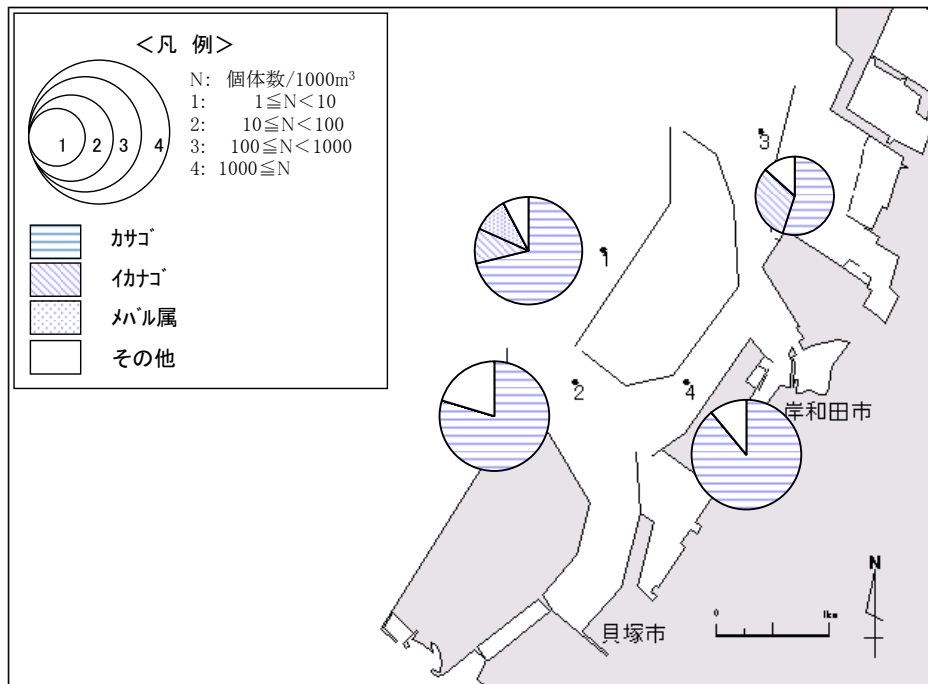 <凡 例>
N: 個体数/1000m³
1: 1≦N<10
2: 10≦N<100
3: 100≦N<1000
4: 1000≦N
1 2 3 4
ｶｻｺﾞ
ｲｶﾅｺﾞ
ﾒﾊﾞﾙ属
その他
3
1
2
4
岸和田市
貝塚市
N
0 1km